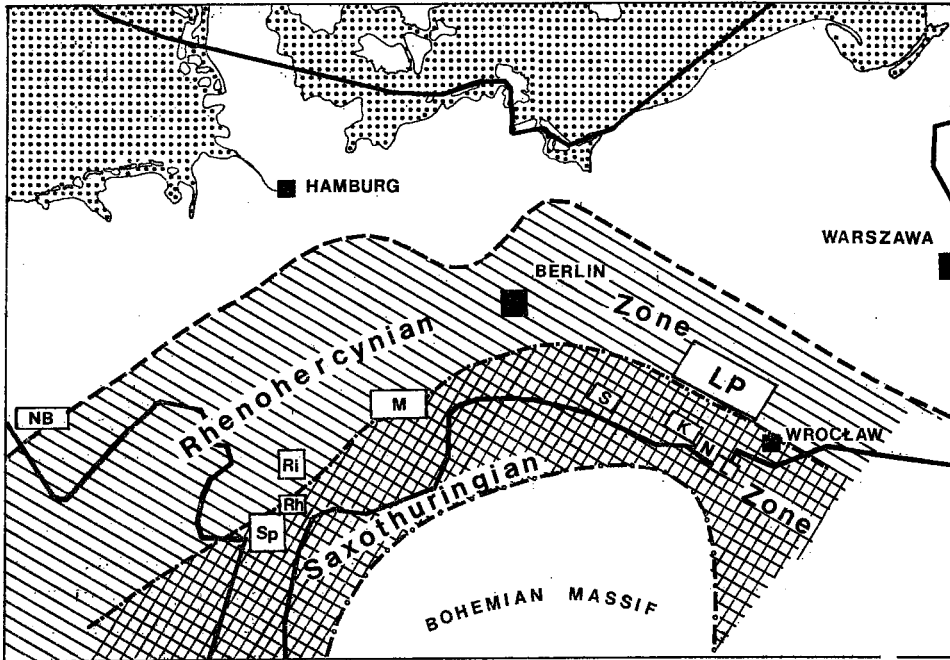 HAMBURG
WARSZAWA
BERLIN
Zone
Rhenohercynian
LP
NB
M
S
K
N
WROCŁAW
Ri
Rh
Sp
Saxothuringian
Zone
BOHEMIAN MASSIF